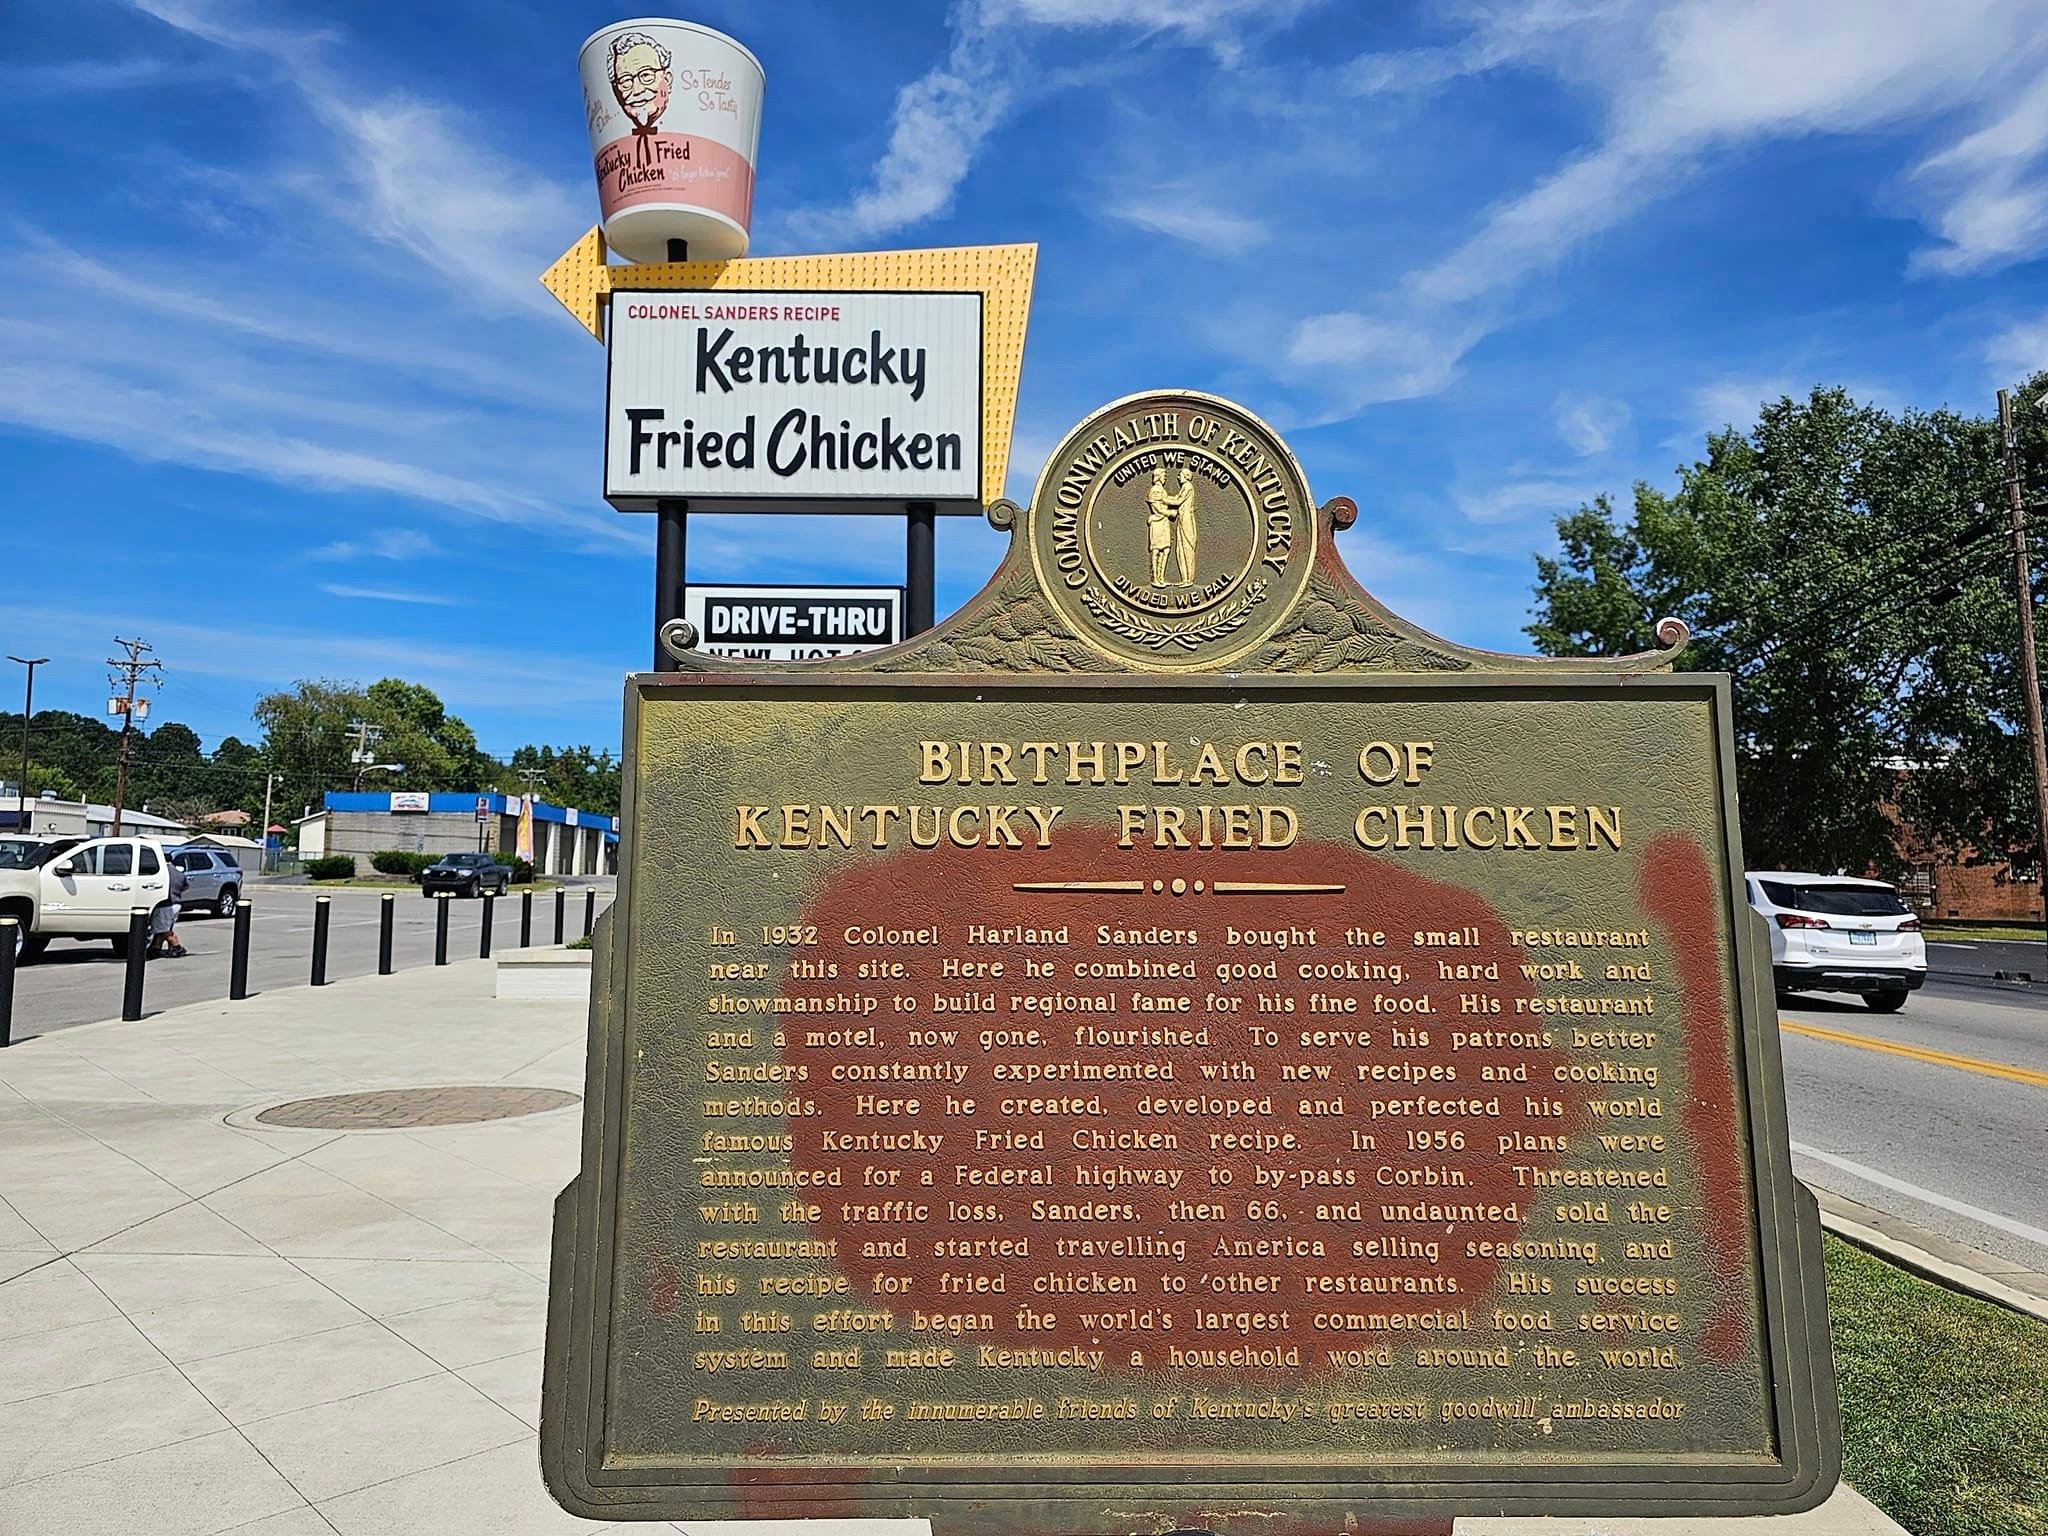 So Tender
So Tasty
Kentucky Fried
Chicken
COLONEL SANDERS RECIPE
Kentucky
Fried Chicken
DRIVE-THRU
COMMONWEALTH OF KENTUCKY
UNITED WE STAND
DIVIDED WE FALL
BIRTHPLACE OF
KENTUCKY FRIED CHICKEN
In 1932 Colonel Harland Sanders bought the small restaurant
near this site. Here he combined good cooking, hard work and
showmanship to build regional fame for his fine food. His restaurant
and a motel, now gone, flourished. To serve his patrons better
Sanders constantly experimented with new recipes and cooking
methods. Here he created, developed and perfected his world
famous Kentucky Fried Chicken recipe. In 1956 plans were
announced for a Federal highway to by-pass Corbin. Threatened
with the traffic loss, Sanders, then 66, and undaunted, sold the
restaurant and started travelling America selling seasoning and
his recipe for fried chicken to other restaurants. His success
in this effort began the world's largest commercial food service
system and made Kentucky a household word around the world.
Presented by the innumerable friends of Kentucky's greatest goodwill ambassador